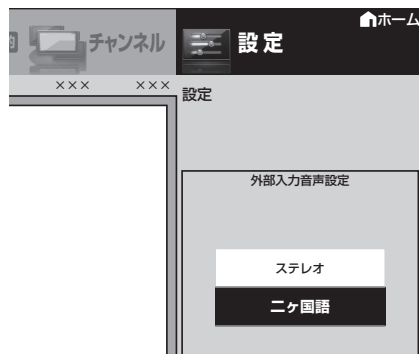 ホーム
チャンネル
設定
××× ×××
設定
外部入力音声設定
ステレオ
二ヶ国語